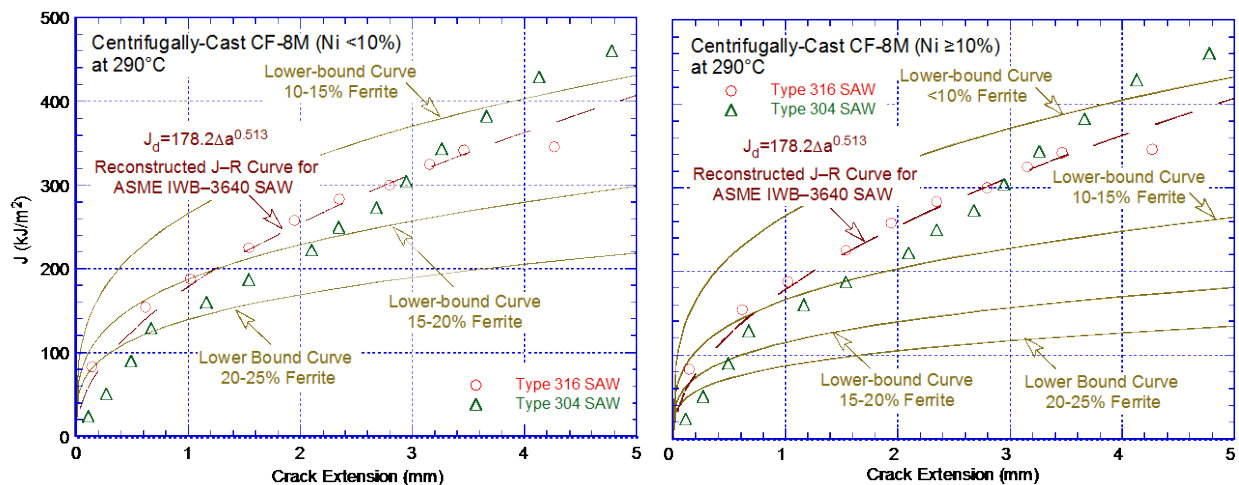 Centrifugally-Cast CF-8M (Ni <10%)
at 290°C
Lower-bound Curve
10-15% Ferrite
J_d=178.2Δa^0.513
Reconstructed J–R Curve for
ASME IWB–3640 SAW
Lower-bound Curve
15-20% Ferrite
Lower Bound Curve
20-25% Ferrite
Type 316 SAW
Type 304 SAW
J (kJ/m²)
500
400
300
200
100
0
0 1 2 3 4 5
Crack Extension (mm)
Centrifugally-Cast CF-8M (Ni ≥10%)
at 290°C
Type 316 SAW
Type 304 SAW
Lower-bound Curve
<10% Ferrite
J_d=178.2Δa^0.513
Reconstructed J–R Curve for
ASME IWB–3640 SAW
Lower-bound Curve
10-15% Ferrite
Lower-bound Curve
15-20% Ferrite
Lower Bound Curve
20-25% Ferrite
0 1 2 3 4 5
Crack Extension (mm)